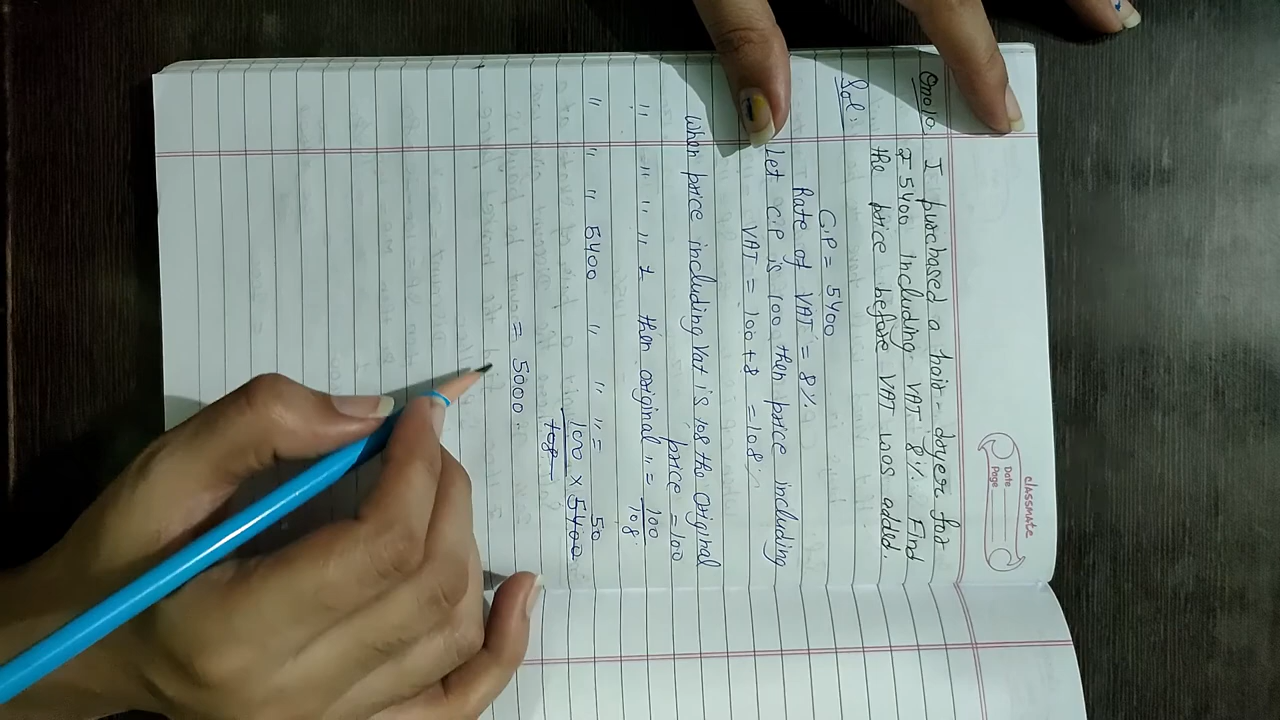 classmate
Date
Page
Qno10. I purchased a hair-dryer for
₹ 5400 including VAT 8%. Find
the price before VAT was added.
Sol:
C.P = 5400
Rate of VAT = 8%.
Let C.P is 100 then price including
VAT = 100+8 = 108%
When price including vat is 108 the original
price = 100
" " " " 1 then original " = 100/108.
" " " 5400 " " " = 50
100 × 5400
108
= 5000.